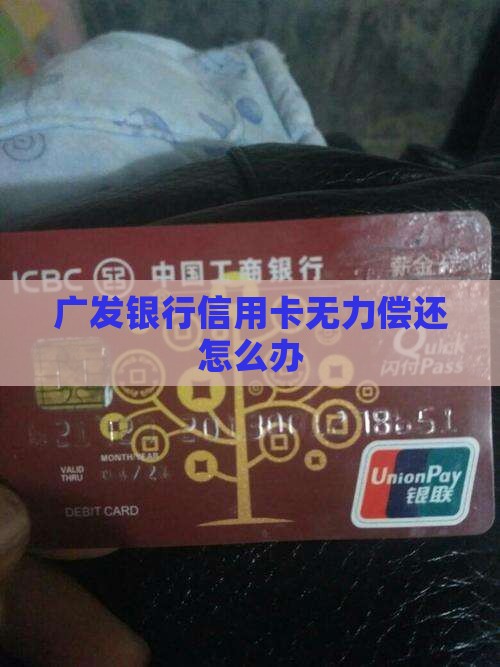 ICBC 中国工商银行
广发银行信用卡无力偿还
怎么办
Quick
闪付Pass
MONTH/YEAR
VALID
THRU
DEBIT CARD
UnionPay
银联